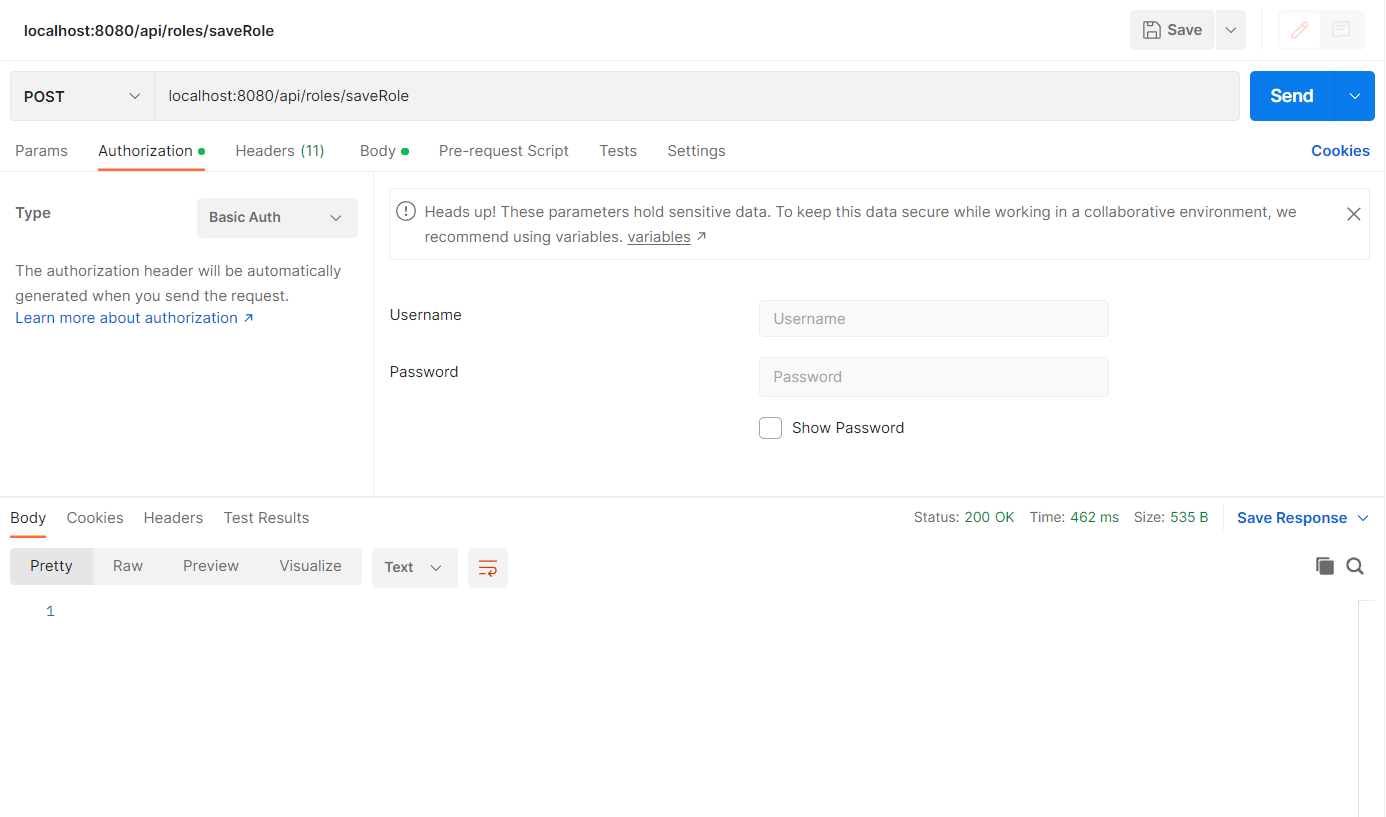 localhost:8080/api/roles/saveRole
Save
POST
localhost:8080/api/roles/saveRole
Send
Params
Authorization
Headers (11)
Body
Pre-request Script
Tests
Settings
Cookies
Type
Basic Auth
The authorization header will be automatically
generated when you send the request.
Learn more about authorization ↗
Heads up! These parameters hold sensitive data. To keep this data secure while working in a collaborative environment, we
recommend using variables. variables ↗
Username
Username
Password
Password
Show Password
Body
Cookies
Headers
Test Results
Status: 200 OK
Time: 462 ms
Size: 535 B
Save Response
Pretty
Raw
Preview
Visualize
Text
1